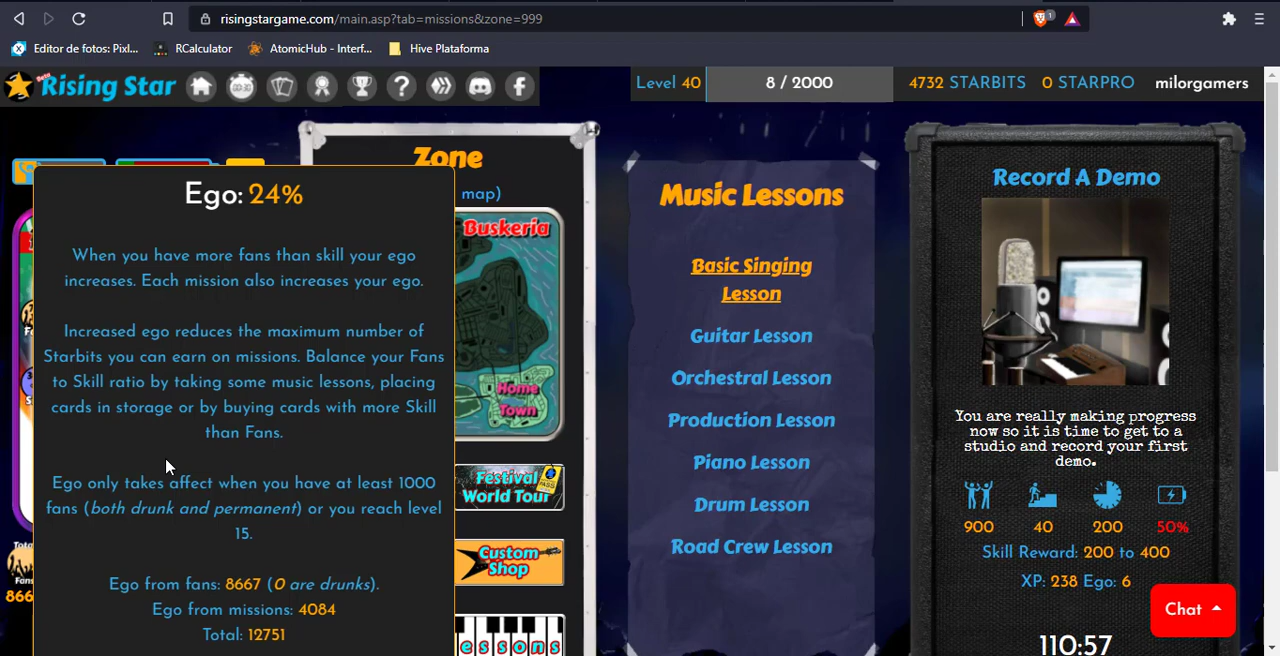 risingstargame.com/main.asp?tab=missions&zone=999
1
Editor de fotos: Pixl...
RCalculator
AtomicHub - Interf...
Hive Plataforma
Beta
Rising Star
00:30
?
Level 40
8 / 2000
4732 STARBITS
0 STARPRO
milorgamers
Ego: 24%
When you have more fans than skill your ego
increases. Each mission also increases your ego.
Increased ego reduces the maximum number of
Starbits you can earn on missions. Balance your Fans
to Skill ratio by taking some music lessons, placing
cards in storage or by buying cards with more Skill
than Fans.
Ego only takes affect when you have at least 1000
fans (both drunk and permanent) or you reach level
15.
Ego from fans: 8667 (0 are drunks).
Ego from missions: 4084
Total: 12751
Zone
map)
Buskeria
Home
Town
Festival
World Tour
PASS
Custom
Shop
essons
Music Lessons
Basic Singing
Lesson
Guitar Lesson
Orchestral Lesson
Production Lesson
Piano Lesson
Drum Lesson
Road Crew Lesson
Record A Demo
You are really making progress
now so it is time to get to a
studio and record your first
demo.
900
40
200
50%
Skill Reward: 200 to 400
XP: 238 Ego: 6
110:57
Chat